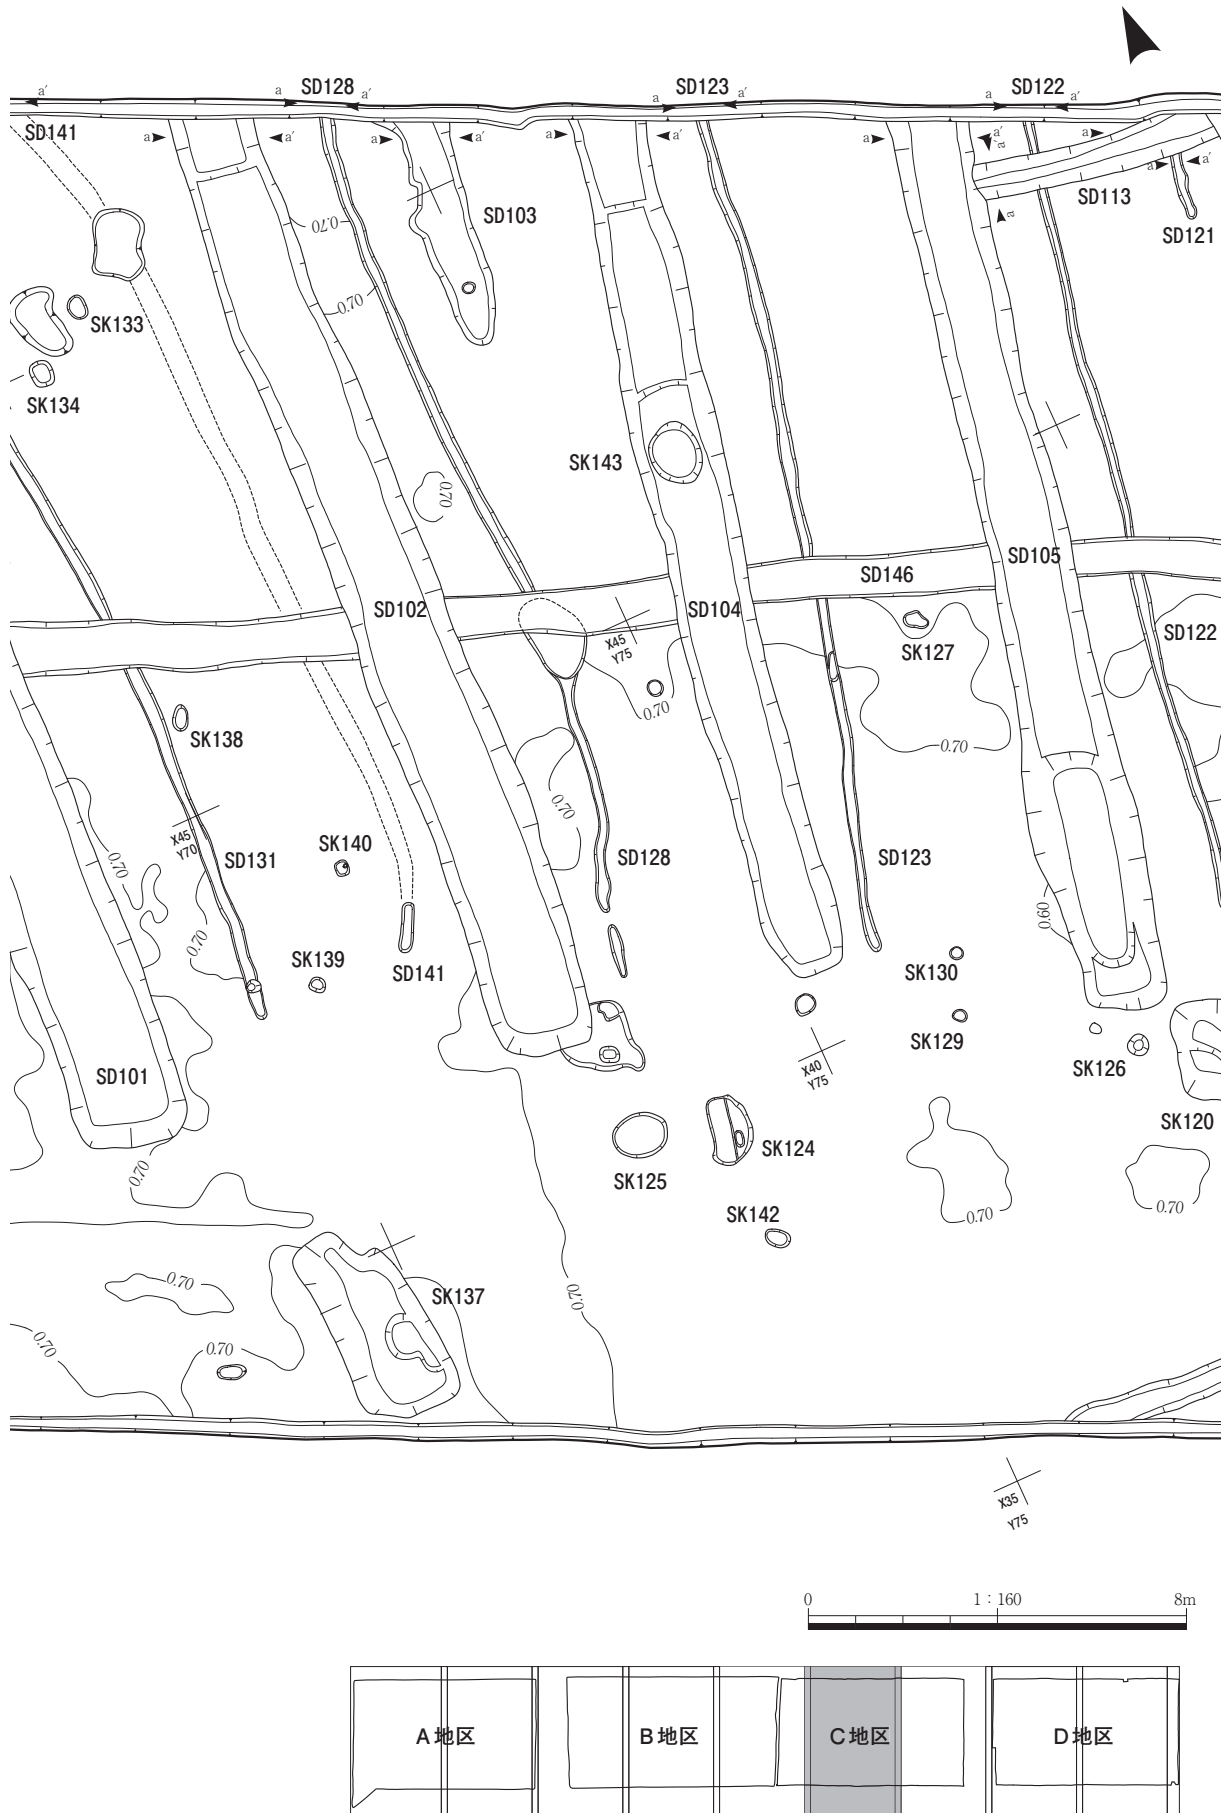 SD128 SD123 SD122
a′ a a′ a a′ a a′
SD141
a a′ a a′ a a′ a a′ a a a′
a
SD103 SD113
SD121
0.70
0.70
SK133
SK134
SK143
0.70
SD105
SD146
SD102 SD104
SD122
X45
Y75
SK127
0.70
0.70
SK138
0.70
X45
Y70
SD131 SK140 SD128 SD123
0.70
0.70
0.60
SK139 SD141 SK130
SK129
SD101
X40
Y75
SK126
SK120
0.70
SK125 SK124
SK142
0.70
0.70
0.70
SK137
0.70
0.70
0.70
X35
Y75
0 1：160 8m
A地区 B地区 C地区 D地区